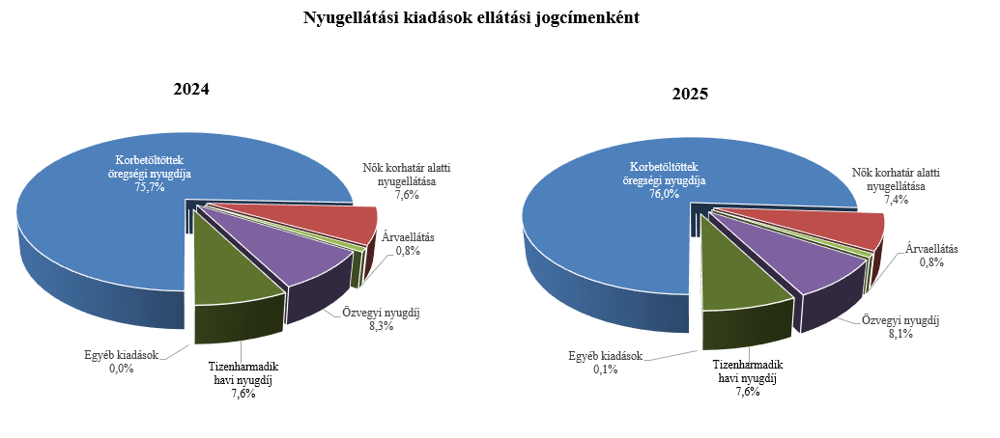 Nyugellátási kiadások ellátási jogcímenként
2024
Korbetöltöttek
öregségi nyugdíja
75,7%
Nők korhatár alatti
nyugellátása
7,6%
Árvaellátás
0,8%
Özvegyi nyugdíj
8,3%
Egyéb kiadások
0,0%
Tizenharmadik
havi nyugdíj
7,6%
2025
Korbetöltöttek
öregségi nyugdíja
76,0%
Nők korhatár alatti
nyugellátása
7,4%
Árvaellátás
0,8%
Özvegyi nyugdíj
8,1%
Egyéb kiadások
0,1%
Tizenharmadik
havi nyugdíj
7,6%